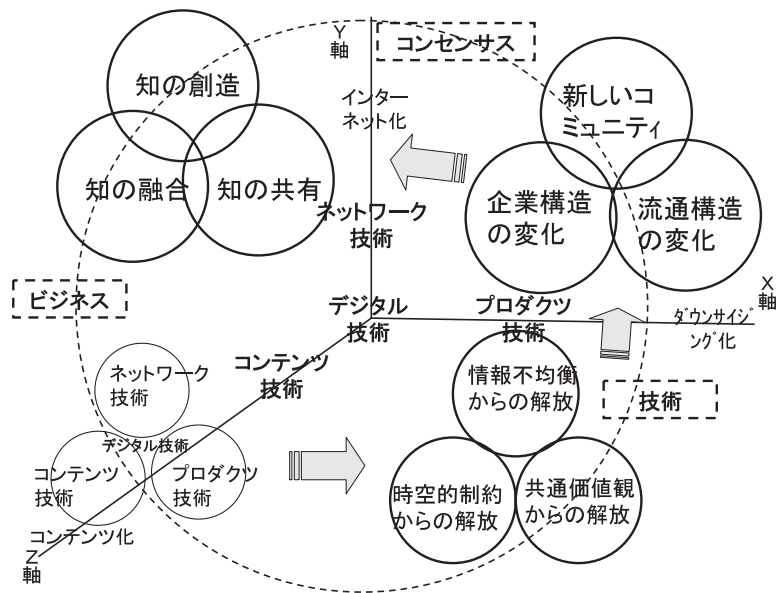 Y
軸
コンセンサス
知の創造
インター
ネット化
新しいコ
ミュニティ
知の融合
知の共有
企業構造
の変化
流通構造
の変化
ネットワーク
技術
ビジネス
X
軸
デジタル
技術
プロダクツ
技術
ダウンサイジ
ング化
コンテンツ
技術
ネットワーク
技術
情報不均衡
からの解放
技術
デジタル技術
コンテンツ
技術
プロダクツ
技術
時空的制約
からの解放
共通価値観
からの解放
コンテンツ化
Z
軸